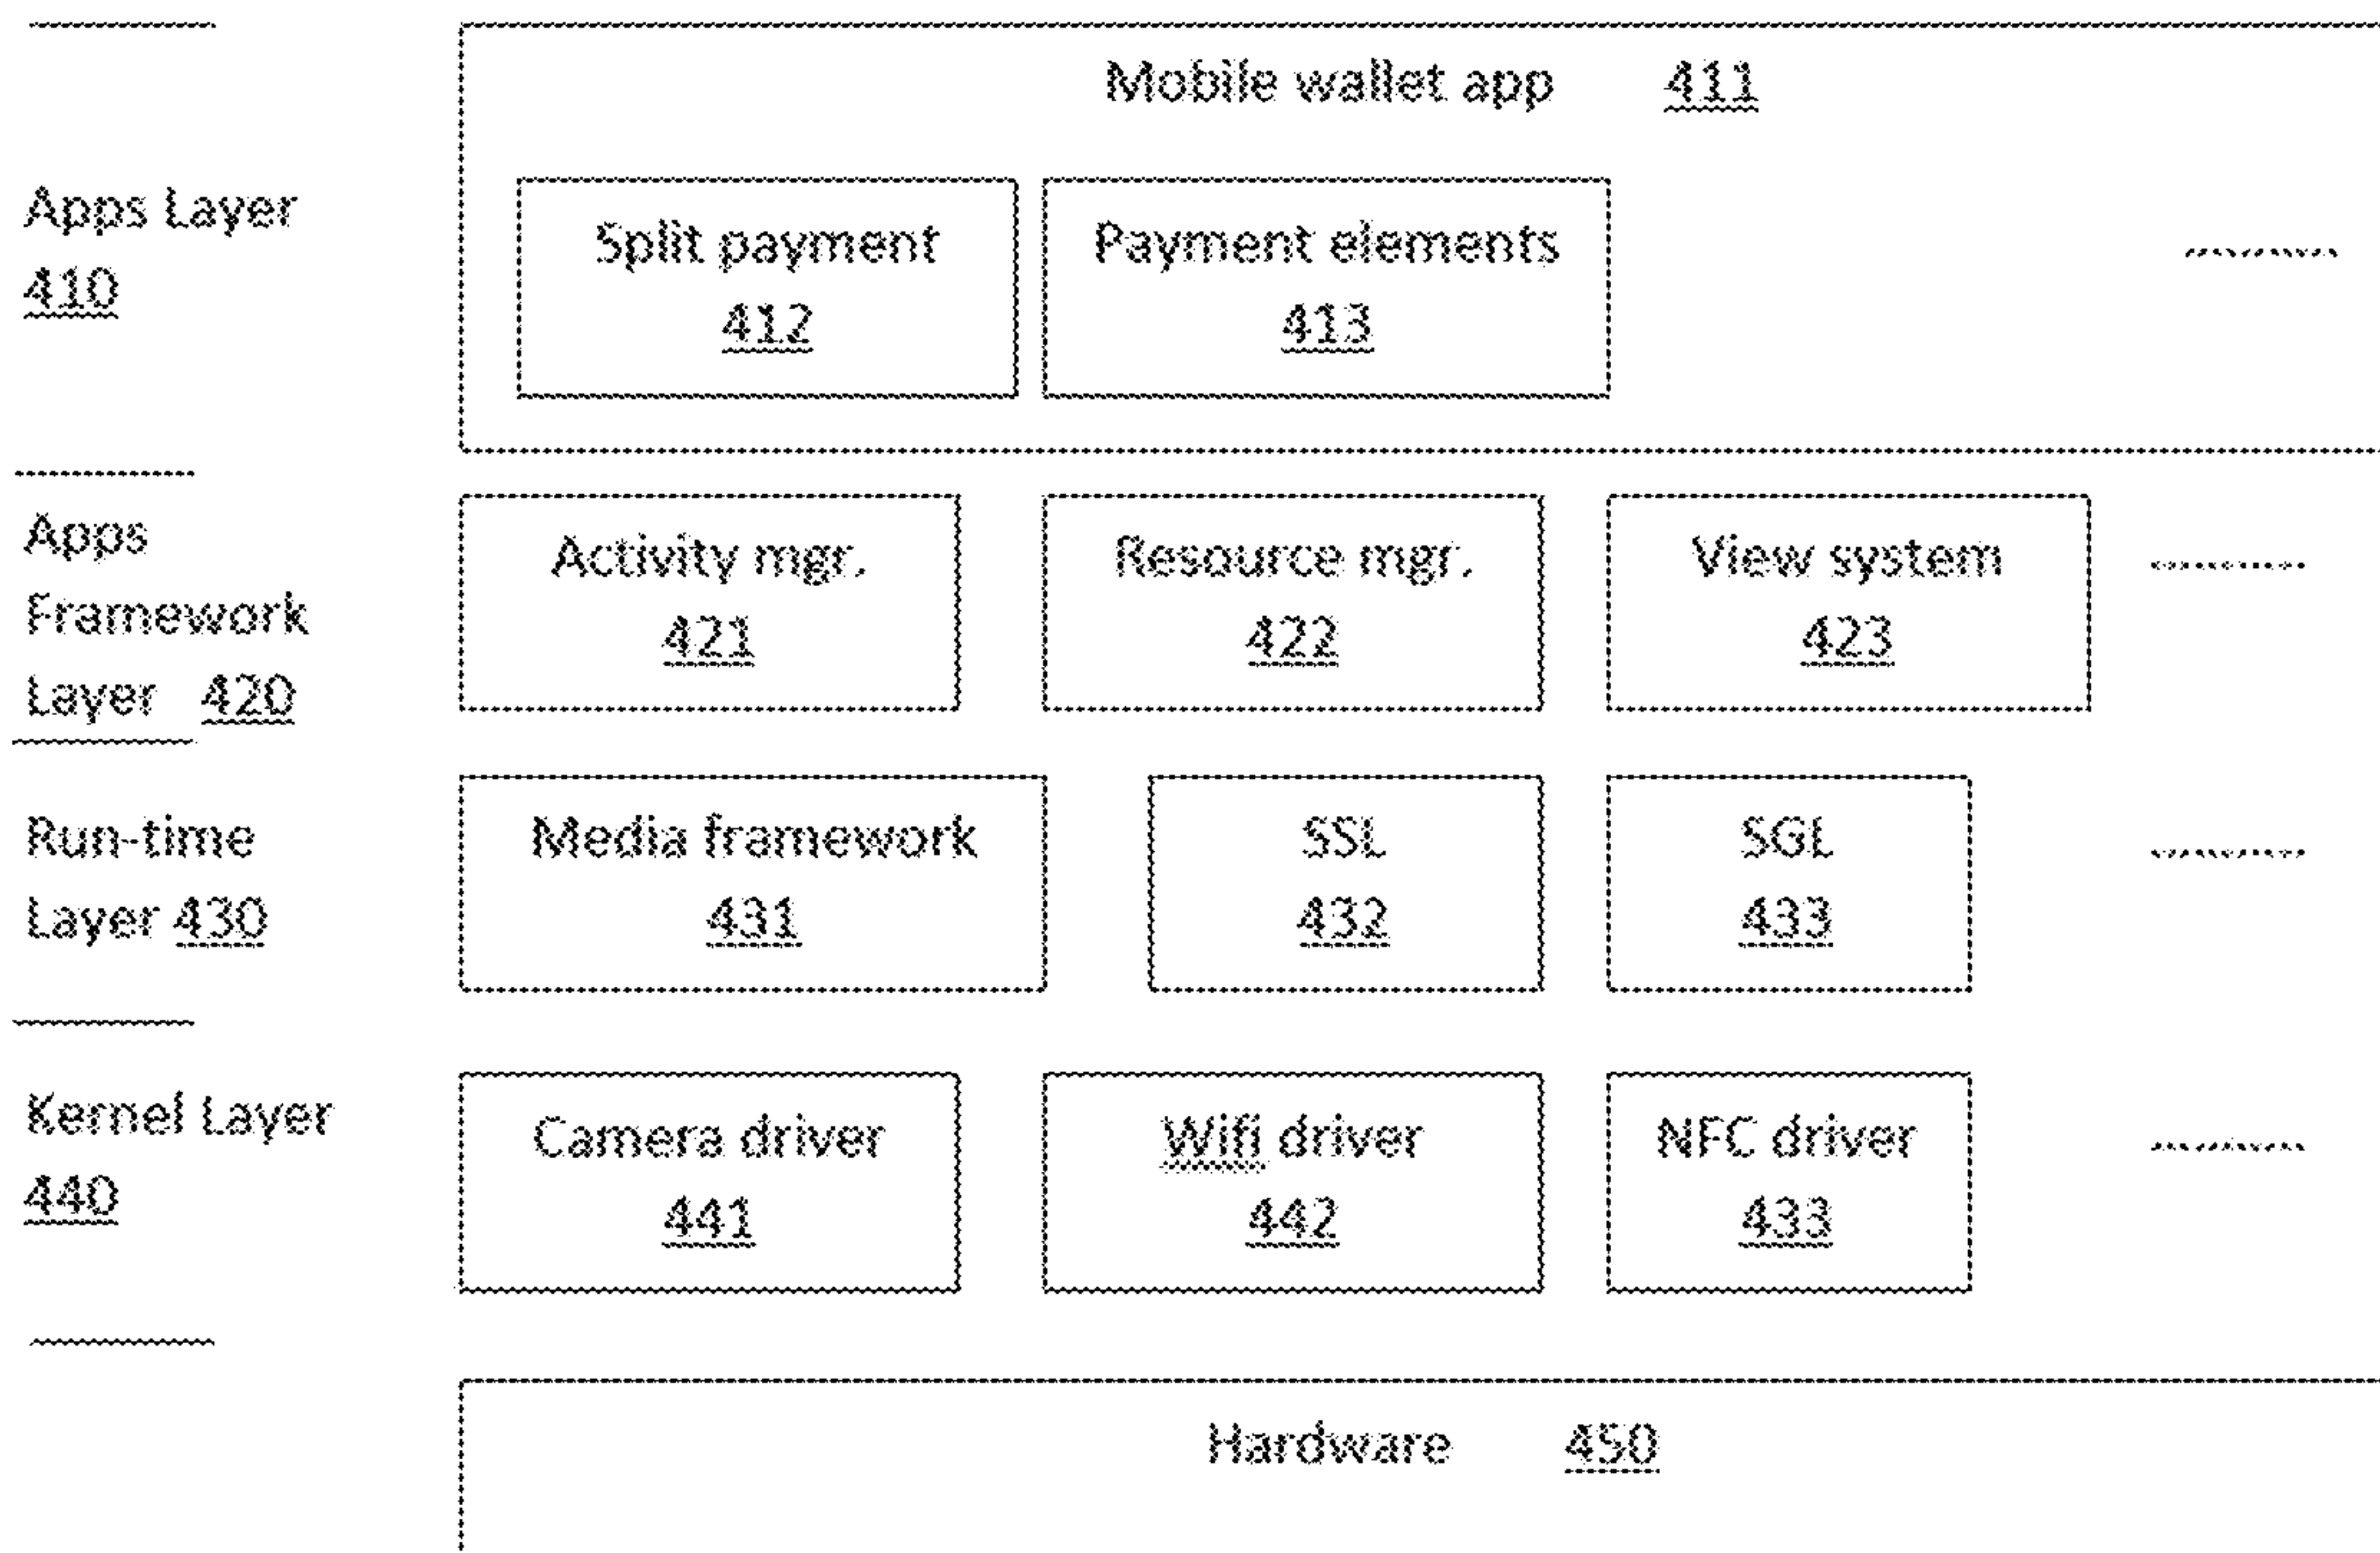 Mobile wallet app 411
Apps Layer
410
Split payment
412
Payment elements
413
Apps
Framework
Layer 420
Activity mgr.
421
Resource mgr.
422
View system
423
Run-time
Layer 430
Media framework
431
SSL
432
SGL
433
Kernel Layer
440
Camera driver
441
Wifi driver
442
NFC driver
433
Hardware 450